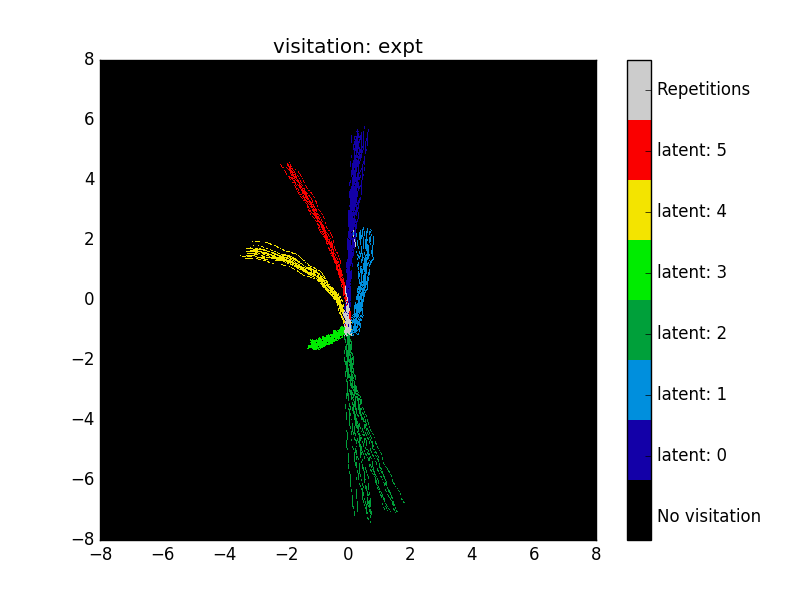 visitation: expt
8
6
4
2
0
−2
−4
−6
−8
−8 −6 −4 −2 0 2 4 6 8
Repetitions
latent: 5
latent: 4
latent: 3
latent: 2
latent: 1
latent: 0
No visitation